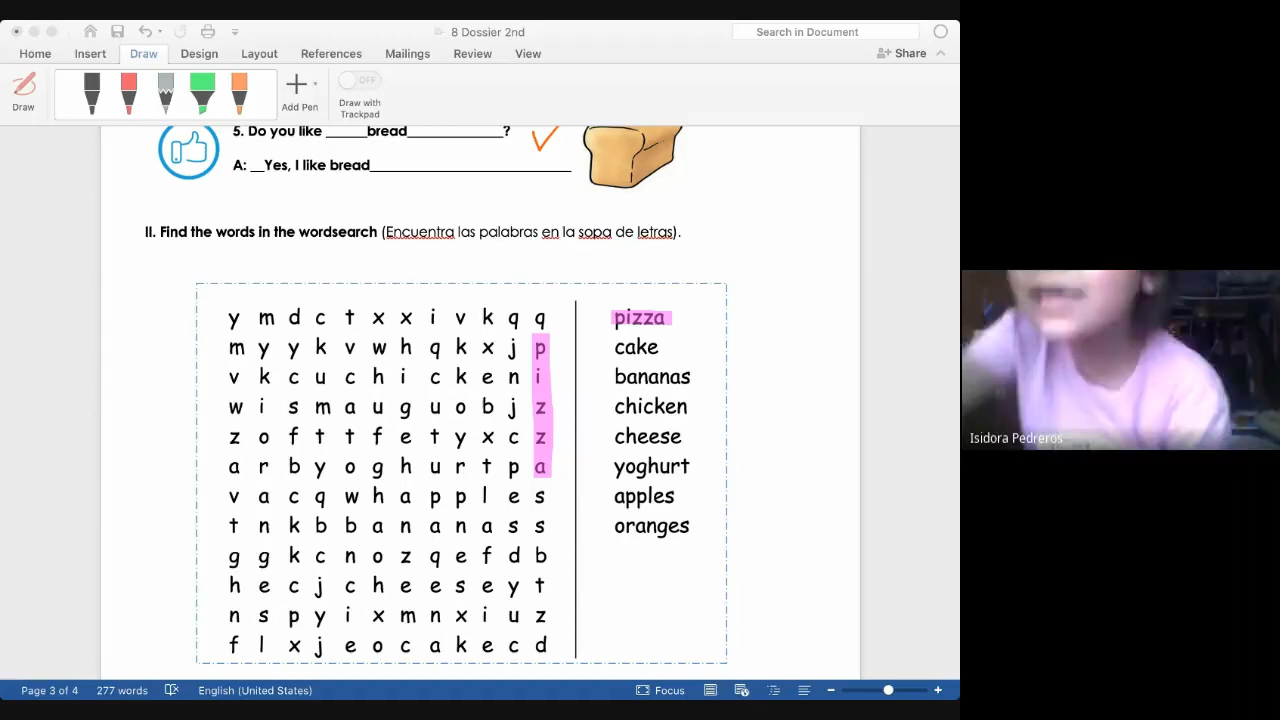 8 Dossier 2nd
Search in Document
Home Insert Draw Design Layout References Mailings Review View
Share
OFF
Draw
Add Pen
Draw with
Trackpad
5. Do you like ______bread____________?
A: __Yes, I like bread_________________________
II. Find the words in the wordsearch (Encuentra las palabras en la sopa de letras).
y m d c t x x i v k q q
m y y k v w h q k x j p
v k c u c h i c k e n i
w i s m a u g u o b j z
z o f t t f e t y x c z
a r b y o g h u r t p a
v a c q w h a p p l e s
t n k b b a n a n a s s
g g k c n o z q e f d b
h e c j c h e e s e y t
n s p y i x m n x i u z
f l x j e o c a k e c d
pizza
cake
bananas
chicken
cheese
yoghurt
apples
oranges
Isidora Pedreros
Page 3 of 4 277 words English (United States) Focus